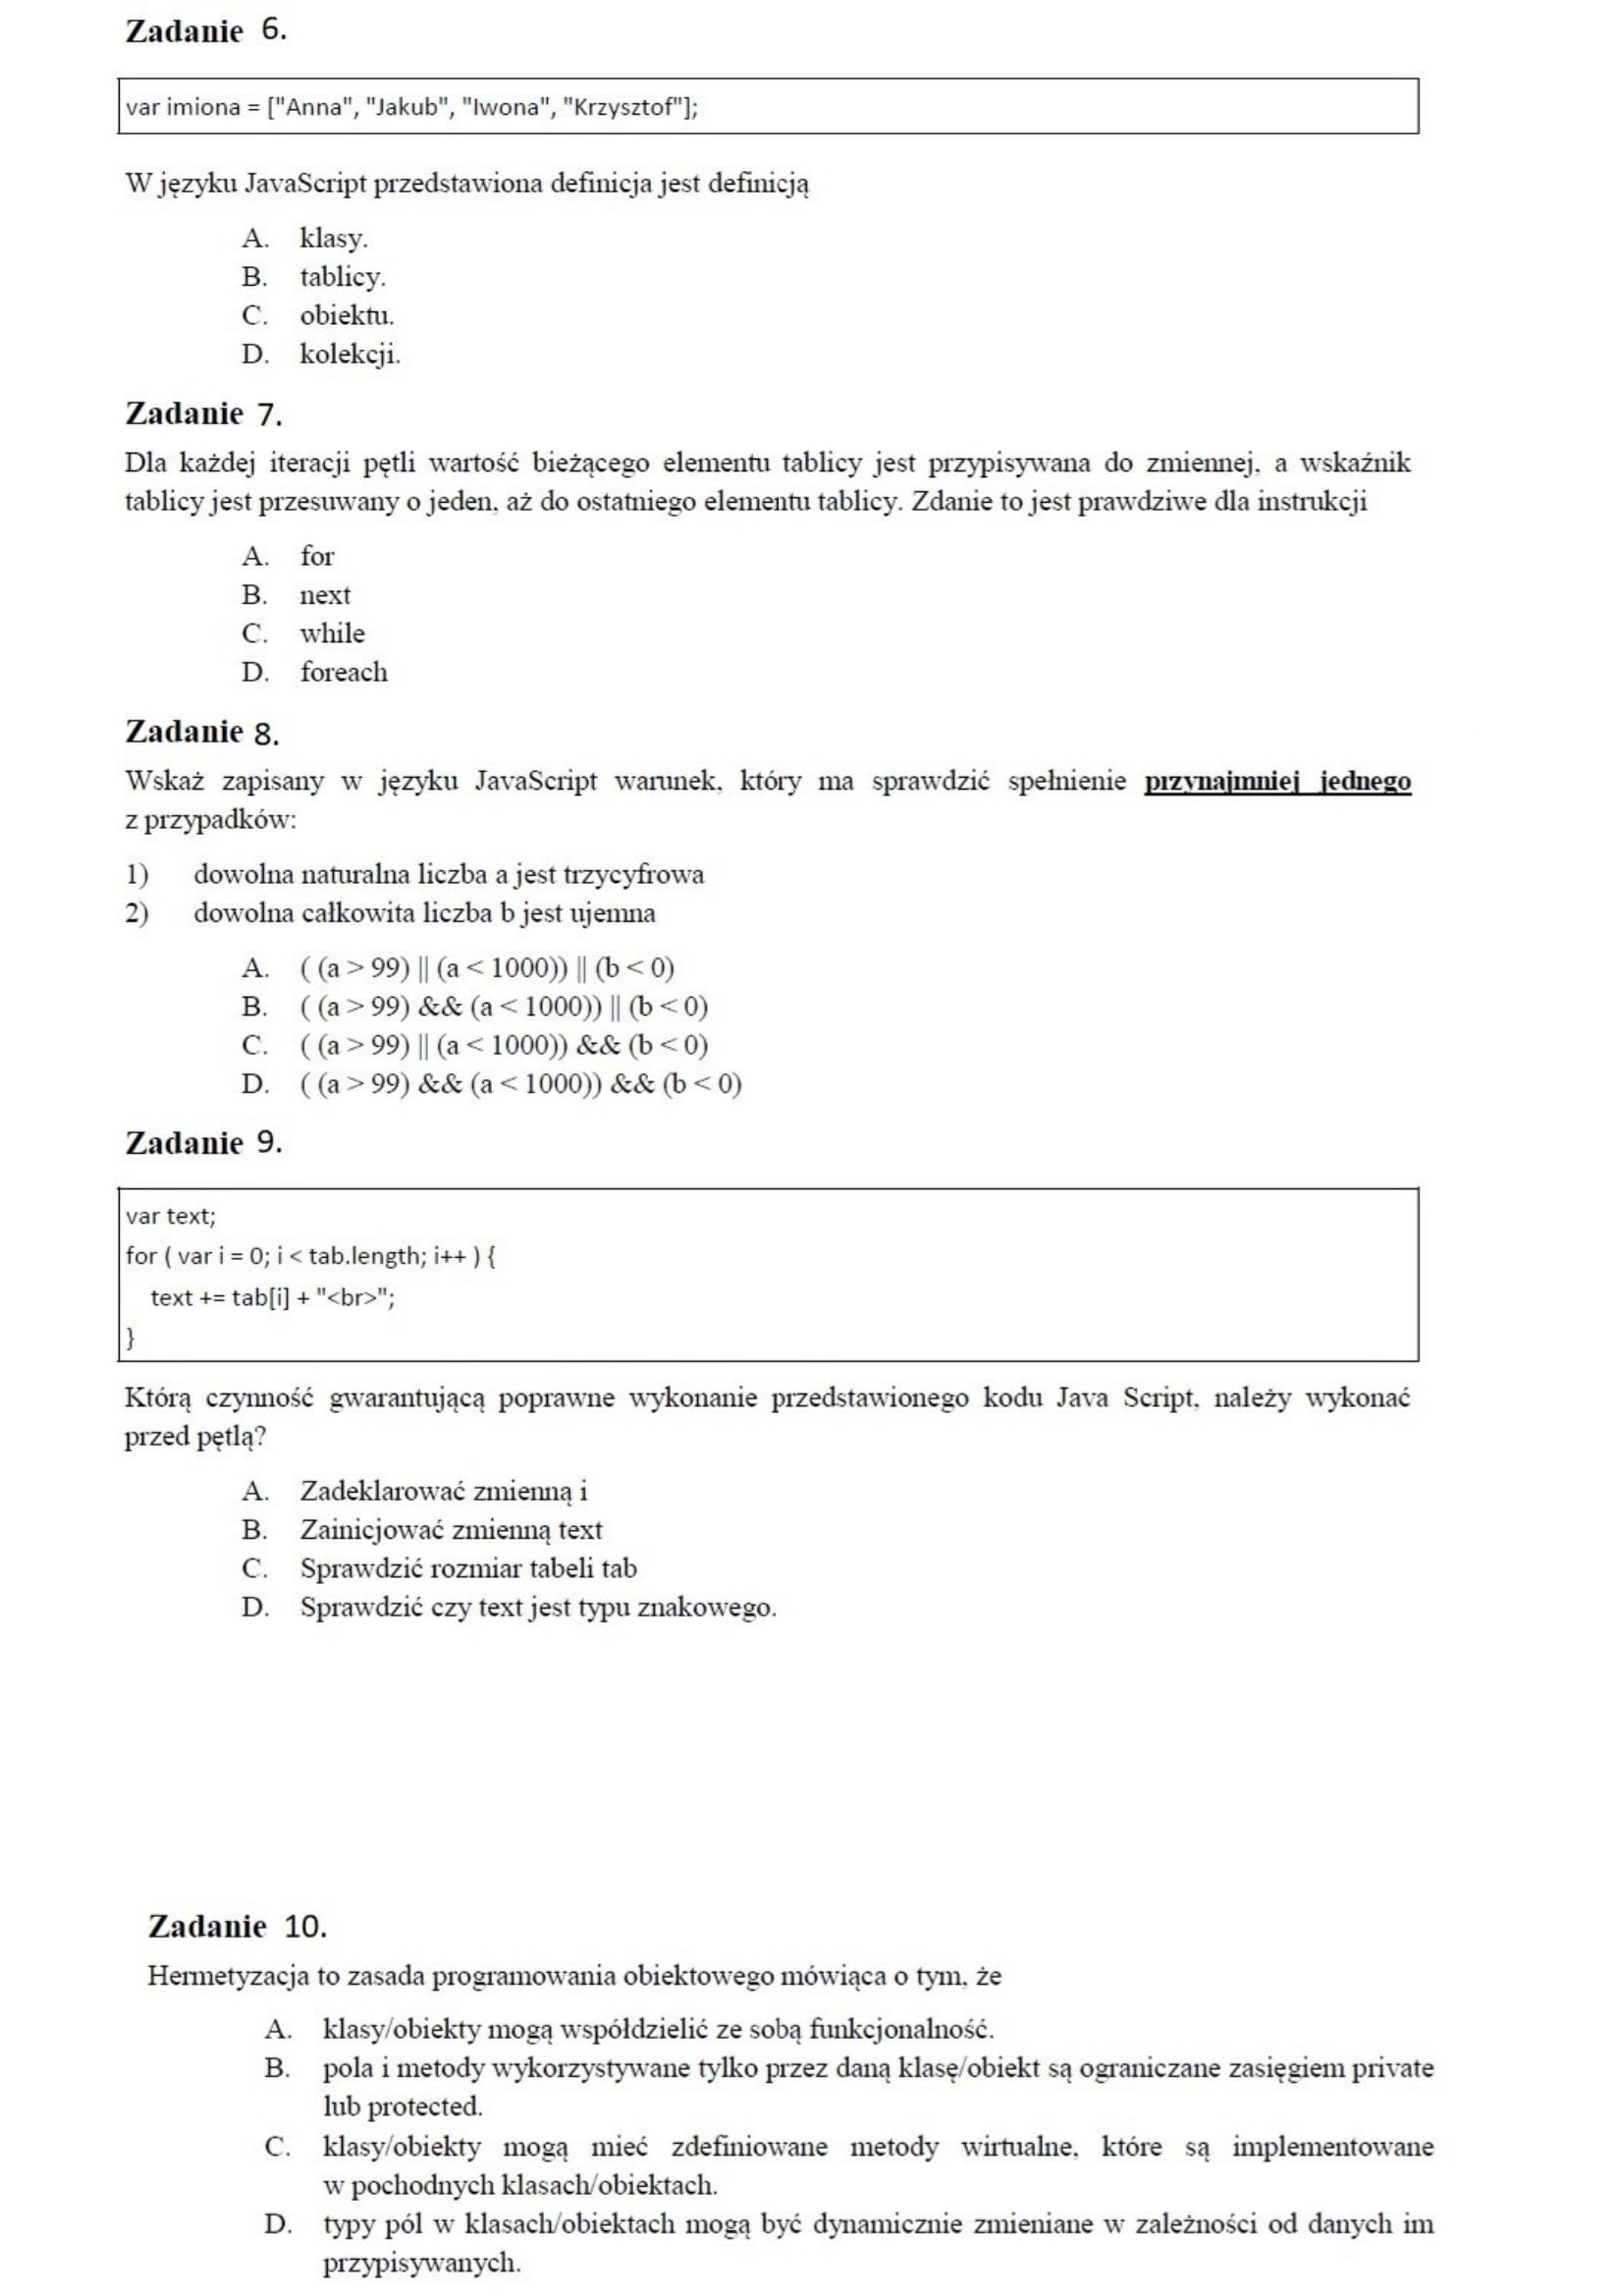 Zadanie 6.
var imiona = ["Anna", "Jakub", "Iwona", "Krzysztof"];
W języku JavaScript przedstawiona definicja jest definicją
A. klasy.
B. tablicy.
C. obiektu.
D. kolekcji.
Zadanie 7.
Dla każdej iteracji pętli wartość bieżącego elementu tablicy jest przypisywana do zmiennej, a wskaźnik
tablicy jest przesuwany o jeden, aż do ostatniego elementu tablicy. Zdanie to jest prawdziwe dla instrukcji
A. for
B. next
C. while
D. foreach
Zadanie 8.
Wskaż zapisany w języku JavaScript warunek, który ma sprawdzić spełnienie przynajmniej jednego
z przypadków:
1) dowolna naturalna liczba a jest trzycyfrowa
2) dowolna całkowita liczba b jest ujemna
A. ( (a > 99) || (a < 1000)) || (b < 0)
B. ( (a > 99) && (a < 1000)) || (b < 0)
C. ( (a > 99) || (a < 1000)) && (b < 0)
D. ( (a > 99) && (a < 1000)) && (b < 0)
Zadanie 9.
var text;
for ( var i = 0; i < tab.length; i++ ) {
text += tab[i] + "<br>";
}
Którą czynność gwarantującą poprawne wykonanie przedstawionego kodu Java Script, należy wykonać
przed pętlą?
A. Zadeklarować zmienną i
B. Zainicjować zmienną text
C. Sprawdzić rozmiar tabeli tab
D. Sprawdzić czy text jest typu znakowego.
Zadanie 10.
Hermetyzacja to zasada programowania obiektowego mówiąca o tym, że
A. klasy/obiekty mogą współdzielić ze sobą funkcjonalność.
B. pola i metody wykorzystywane tylko przez daną klasę/obiekt są ograniczane zasięgiem private
lub protected.
C. klasy/obiekty mogą mieć zdefiniowane metody wirtualne, które są implementowane
w pochodnych klasach/obiektach.
D. typy pól w klasach/obiektach mogą być dynamicznie zmieniane w zależności od danych im
przypisywanych.